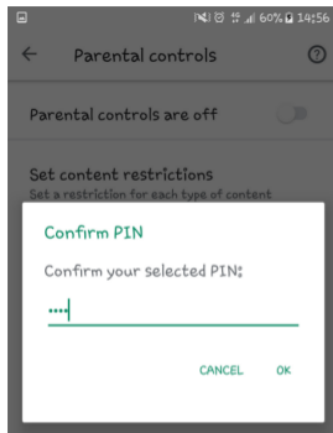 60% 14:56
Parental controls
Parental controls are off
Set content restrictions
Set a restriction for each type of content
Confirm PIN
Confirm your selected PIN:
••••
CANCEL OK